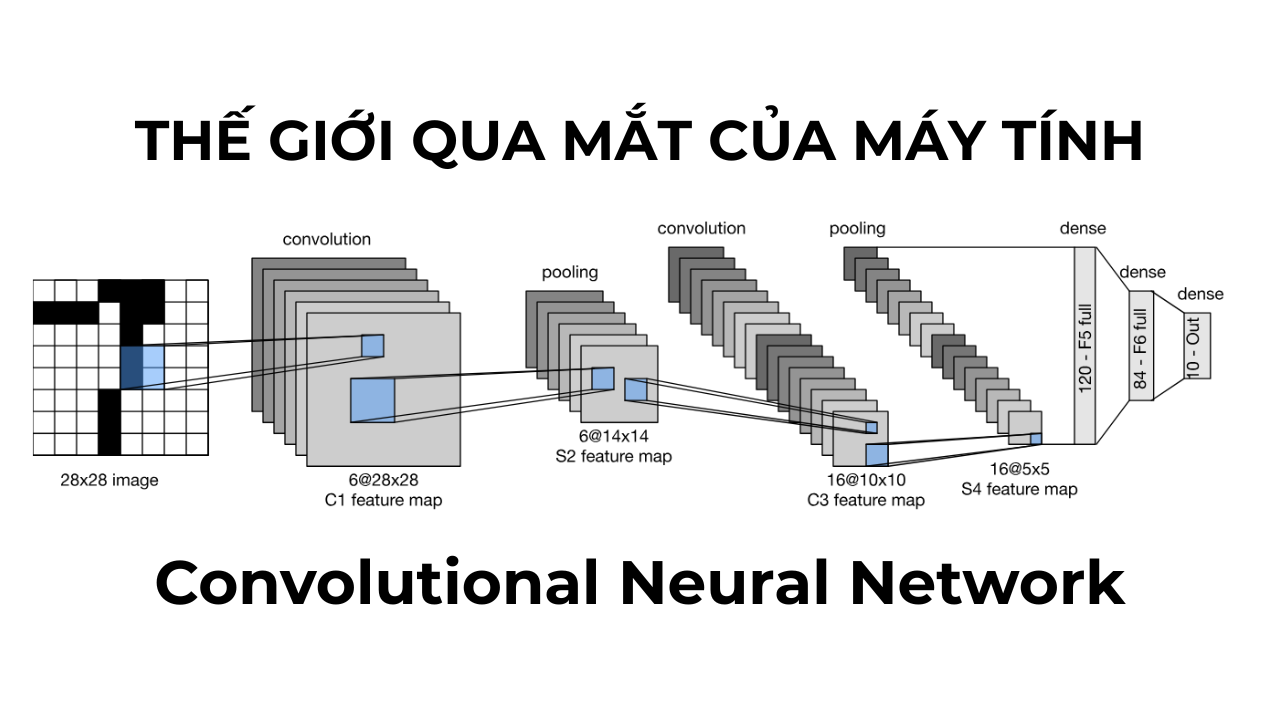 THẾ GIỚI QUA MẮT CỦA MÁY TÍNH
convolution
pooling
convolution
pooling
dense
dense
dense
28x28 image
6@28x28
C1 feature map
6@14x14
S2 feature map
16@10x10
C3 feature map
16@5x5
S4 feature map
120 - F5 full
84 - F6 full
10 - Out
Convolutional Neural Network